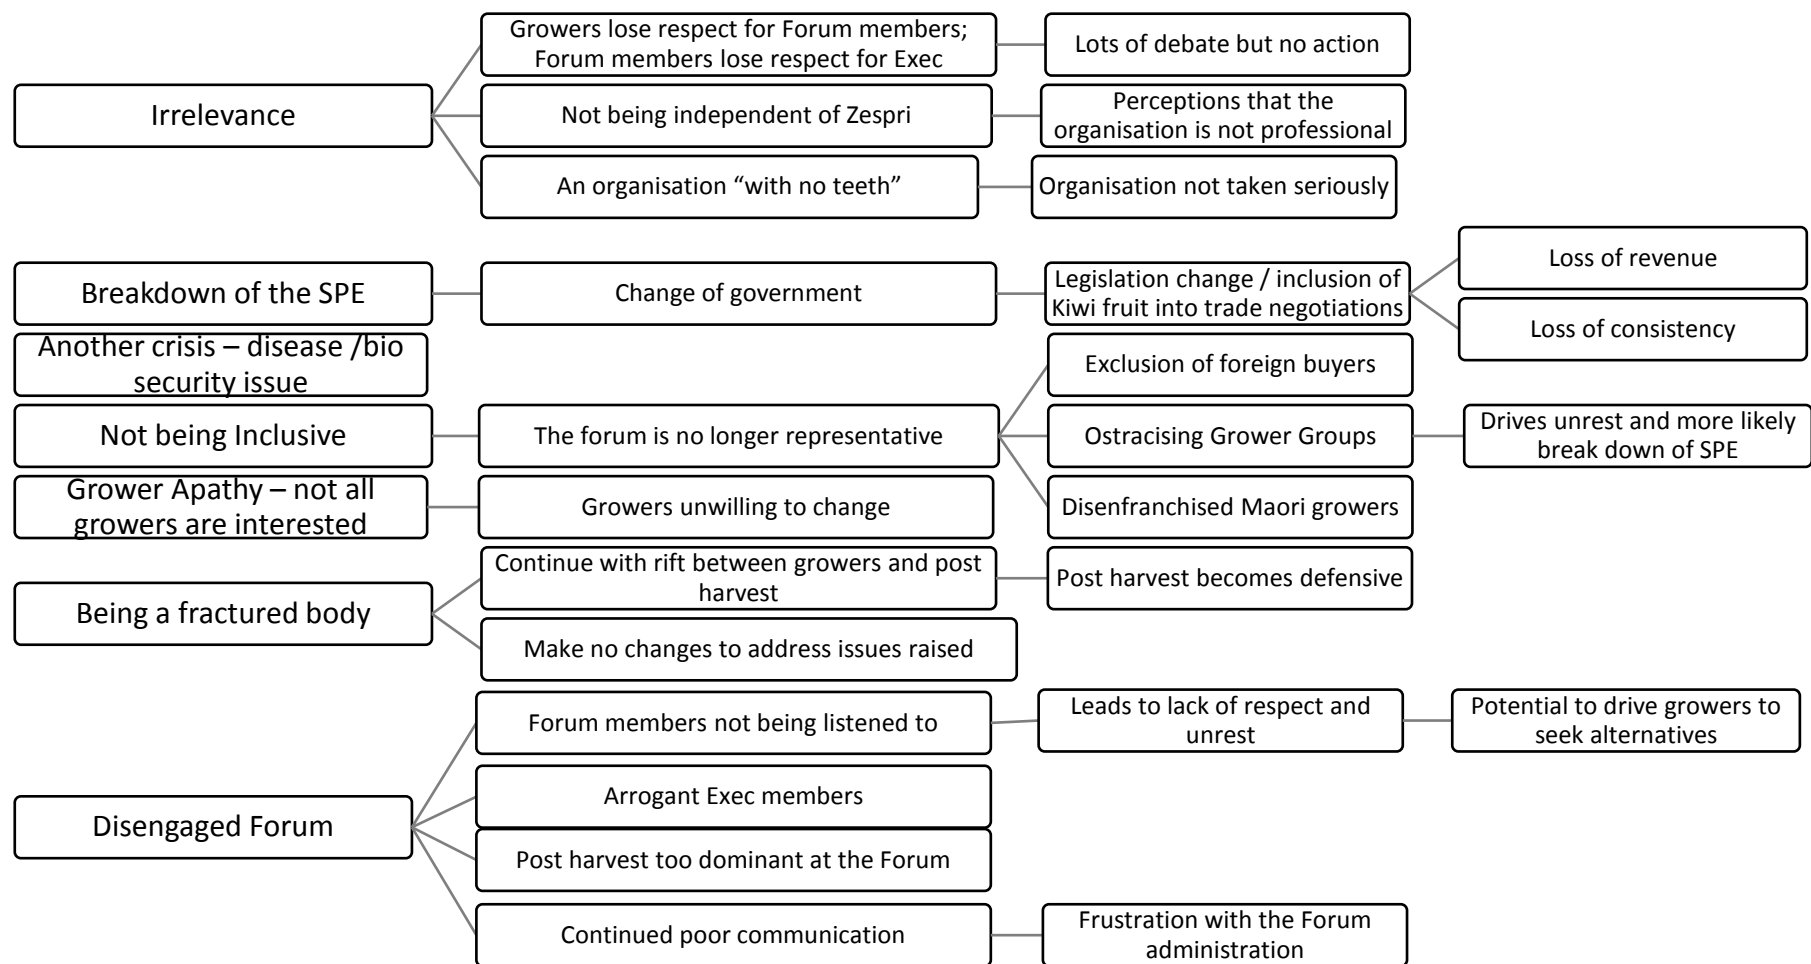 Irrelevance
Growers lose respect for Forum members;
Forum members lose respect for Exec
Lots of debate but no action
Not being independent of Zespri
Perceptions that the
organisation is not professional
An organisation “with no teeth”
Organisation not taken seriously
Breakdown of the SPE
Change of government
Legislation change / inclusion of
Kiwi fruit into trade negotiations
Loss of revenue
Loss of consistency
Another crisis – disease /bio
security issue
Not being Inclusive
The forum is no longer representative
Exclusion of foreign buyers
Ostracising Grower Groups
Drives unrest and more likely
break down of SPE
Disenfranchised Maori growers
Grower Apathy – not all
growers are interested
Growers unwilling to change
Being a fractured body
Continue with rift between growers and post
harvest
Post harvest becomes defensive
Make no changes to address issues raised
Disengaged Forum
Forum members not being listened to
Leads to lack of respect and
unrest
Potential to drive growers to
seek alternatives
Arrogant Exec members
Post harvest too dominant at the Forum
Continued poor communication
Frustration with the Forum
administration